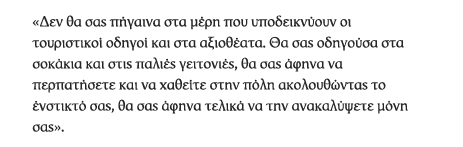 «Δεν θα σας πήγαινα στα μέρη που υποδεικνύουν οι
τουριστικοί οδηγοί και στα αξιοθέατα. Θα σας οδηγούσα στα
σοκάκια και στις παλιές γειτονιές, θα σας άφηνα να
περπατήσετε και να χαθείτε στην πόλη ακολουθώντας το
ένστικτό σας, θα σας άφηνα τελικά να την ανακαλύψετε μόνη
σας».